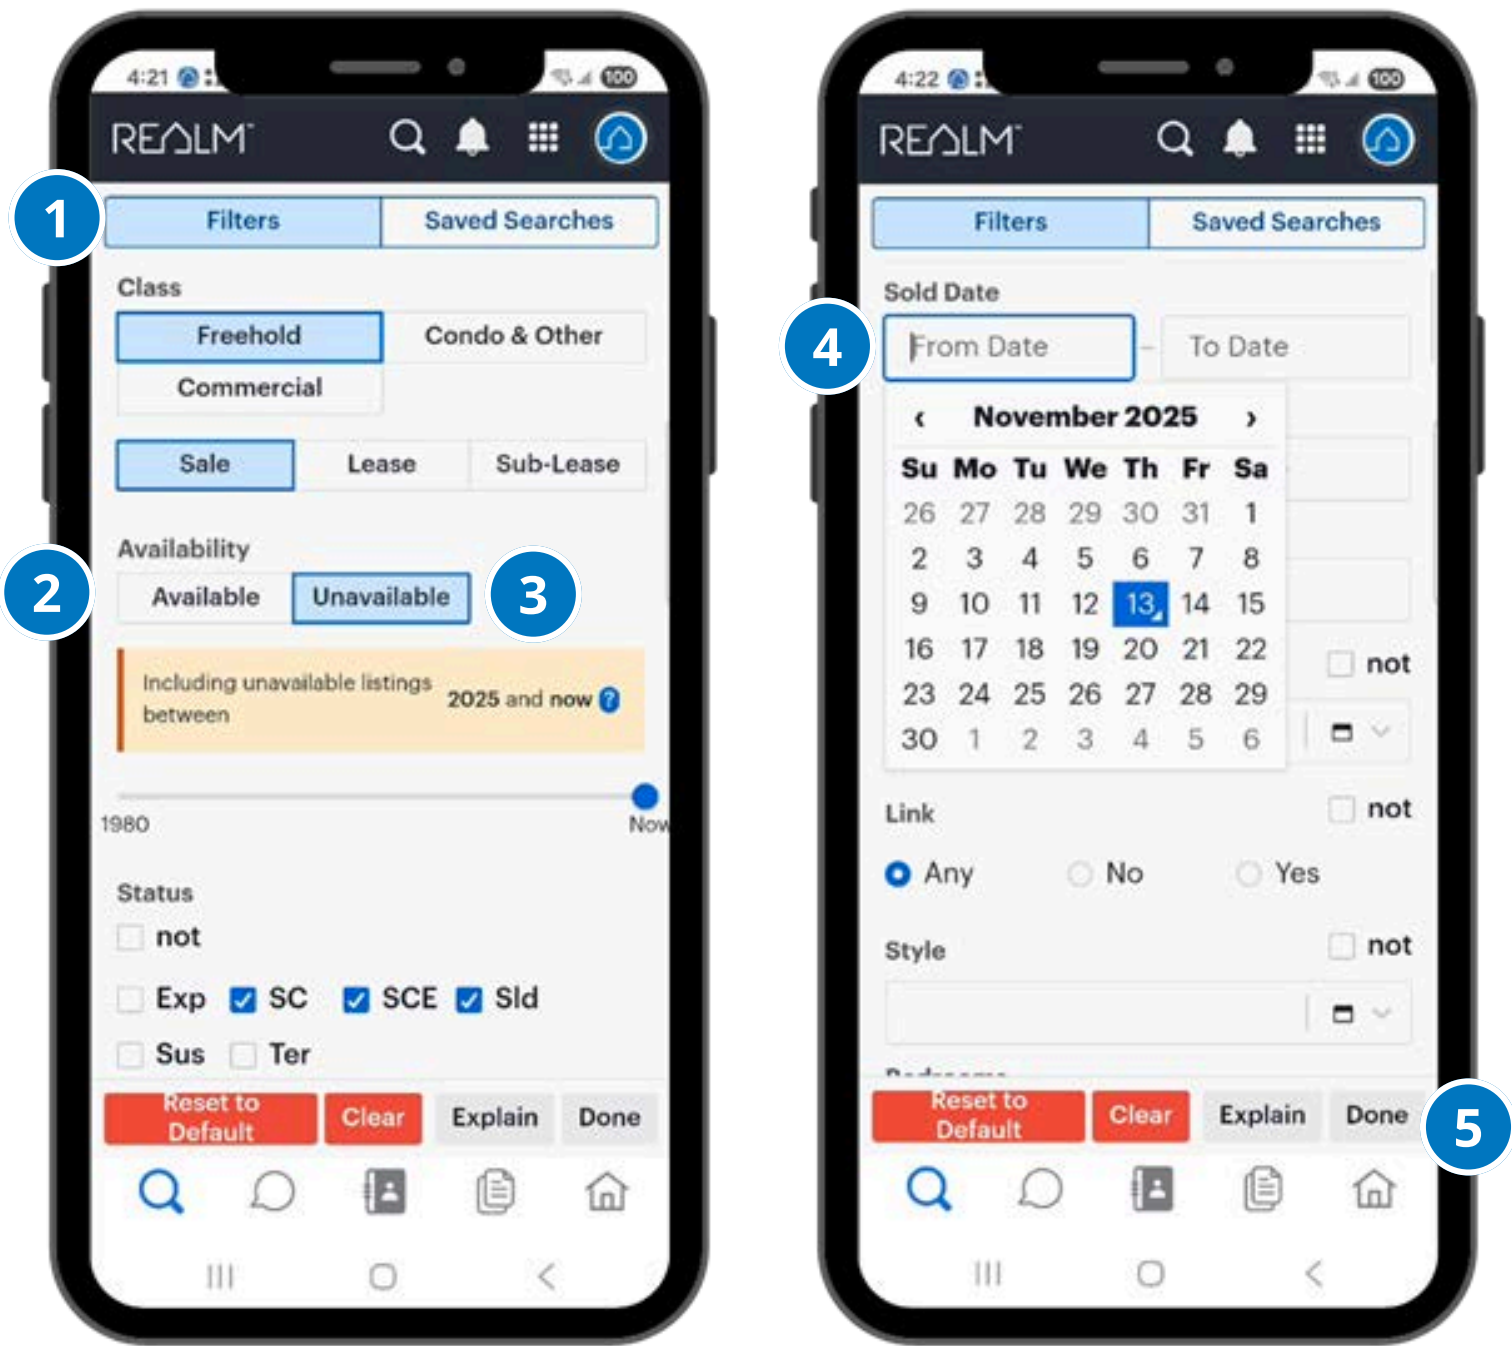 4:21
100
REALM
1
Filters
Saved Searches
Class
Freehold
Condo & Other
Commercial
Sale
Lease
Sub-Lease
Availability
2
Available
Unavailable
3
Including unavailable listings
between
2025 and now ?
1980
Now
Status
not
Exp
SC
SCE
Sld
Sus
Ter
Reset to
Default
Clear
Explain
Done
4:22
100
REALM
Filters
Saved Searches
Sold Date
4
From Date
–
To Date
‹ November 2025 ›
Su Mo Tu We Th Fr Sa
26 27 28 29 30 31 1
2 3 4 5 6 7 8
9 10 11 12 13 14 15
16 17 18 19 20 21 22
23 24 25 26 27 28 29
30 1 2 3 4 5 6
not
Link
not
Any
No
Yes
Style
not
Reset to
Default
Clear
Explain
Done
5